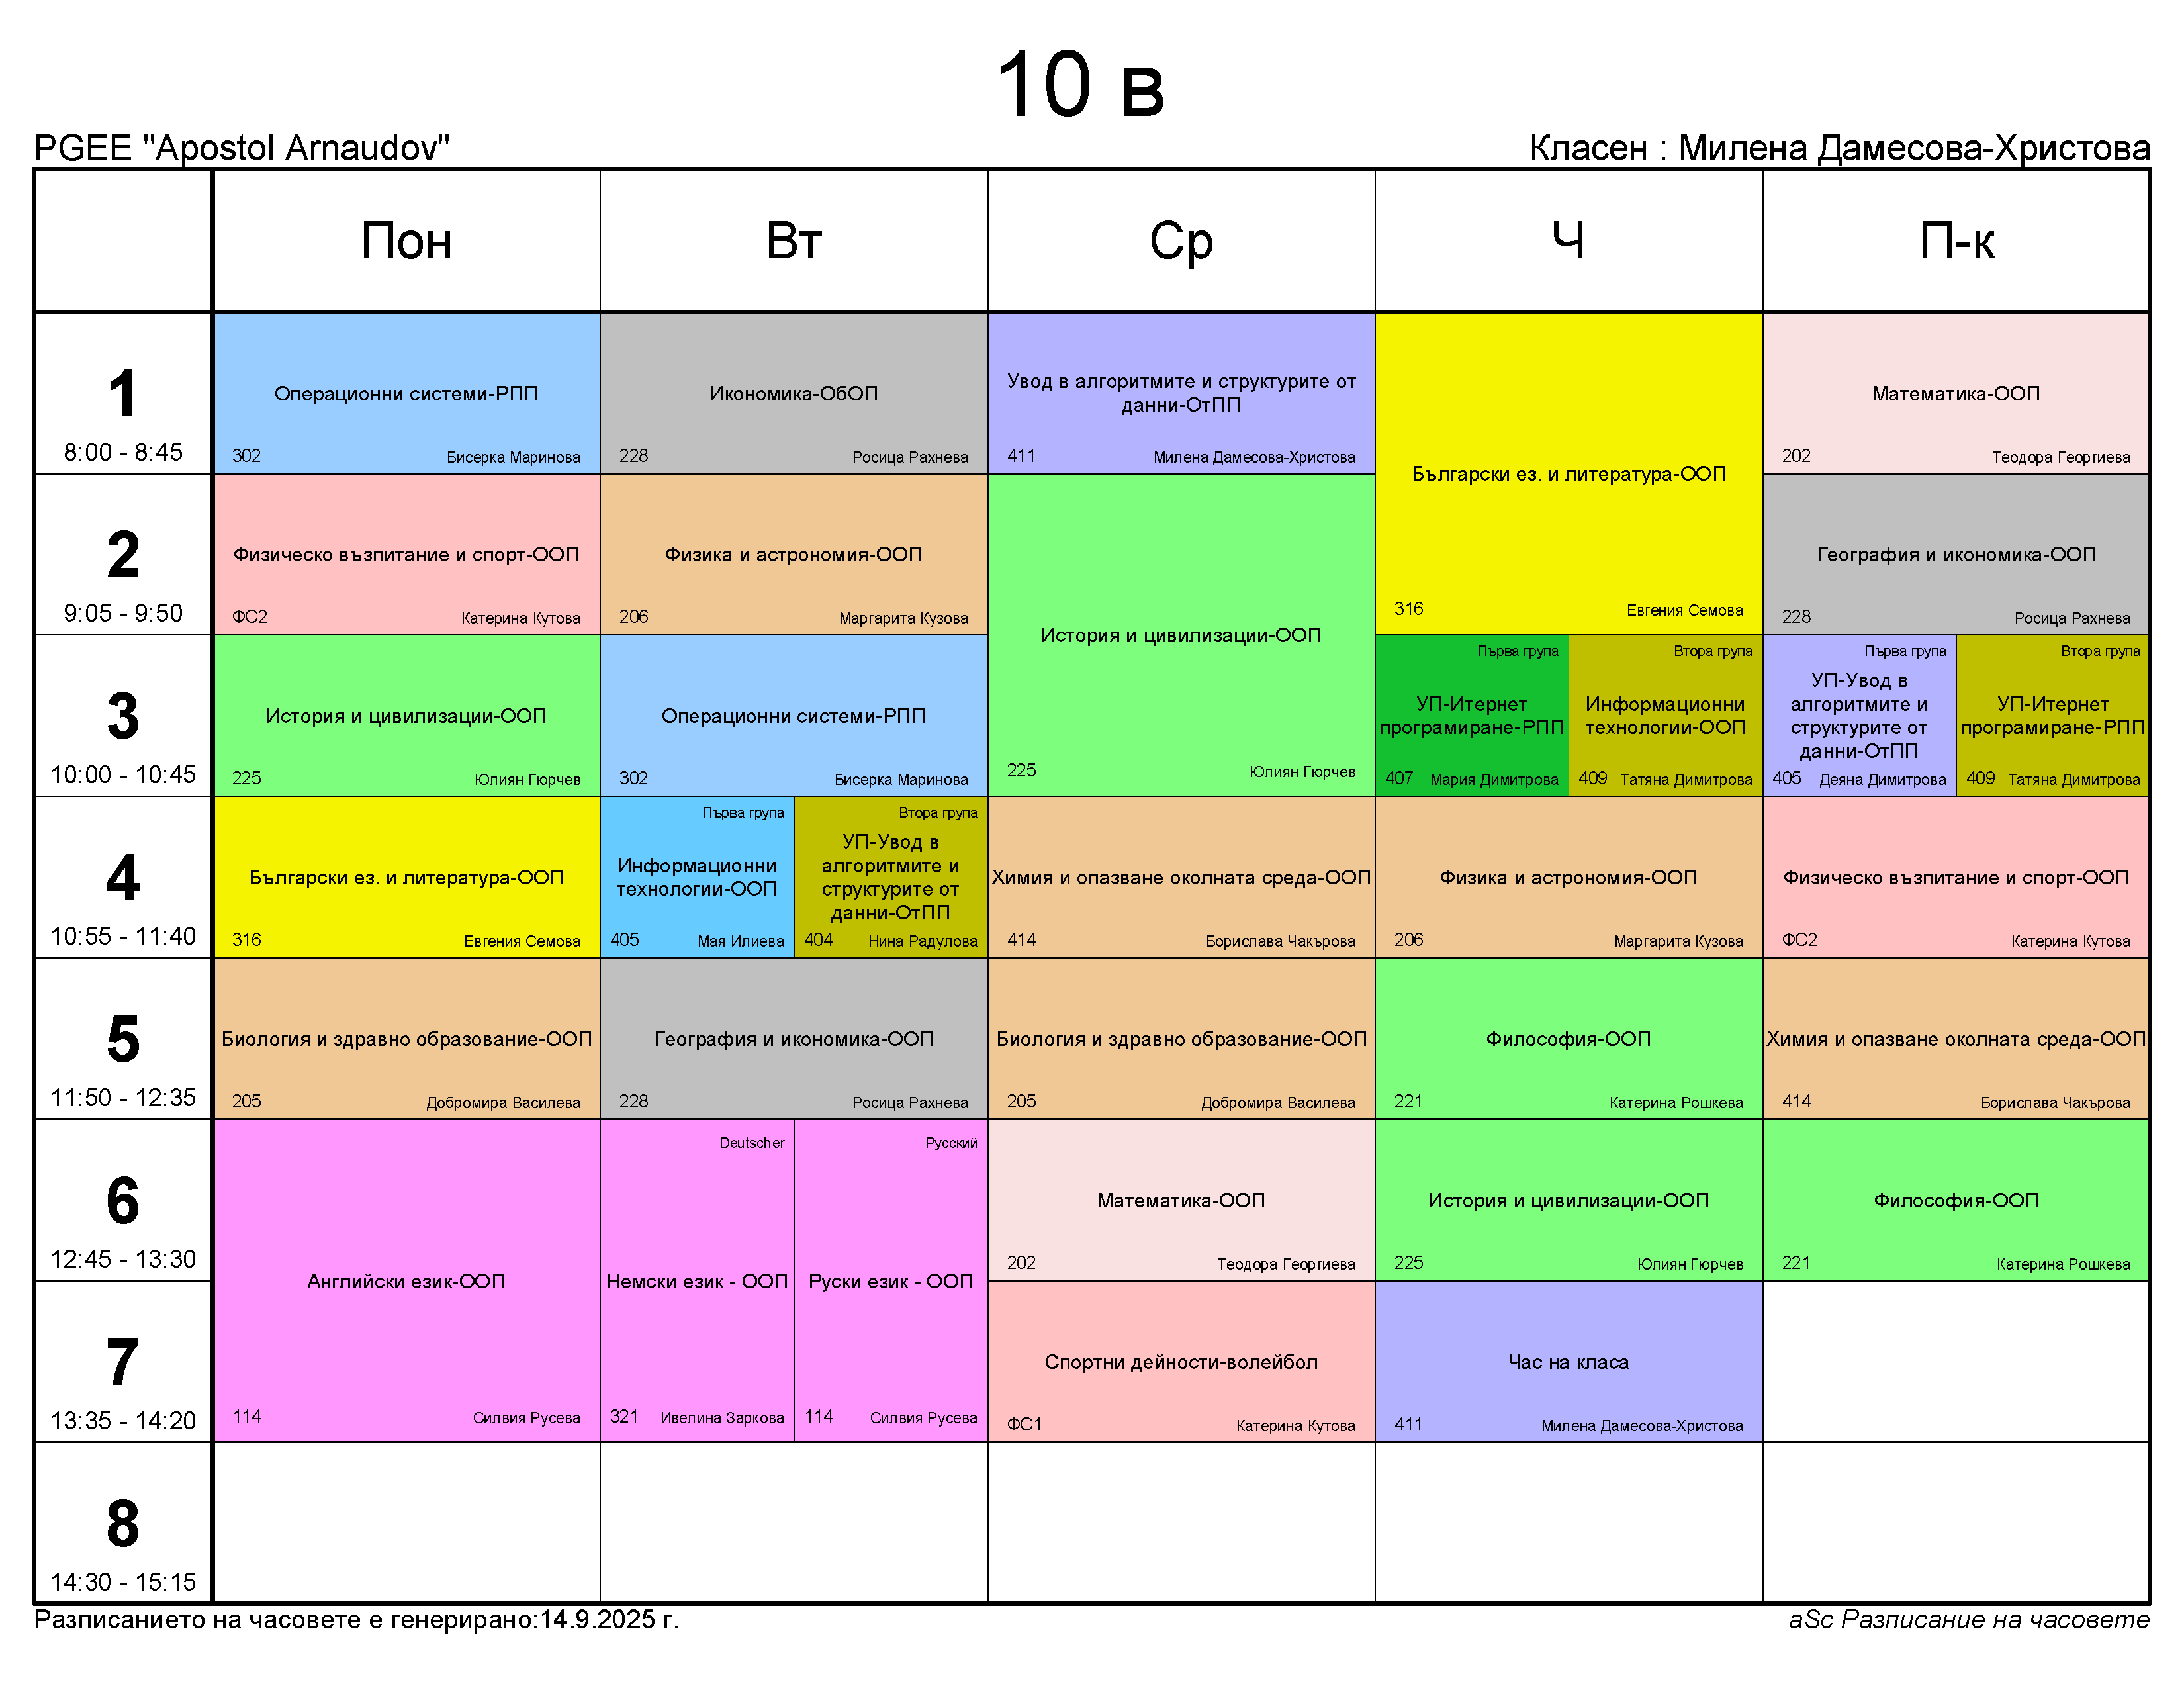 10 в
PGEE "Apostol Arnaudov"
Класен : Милена Дамесова-Христова
Пон
Вт
Ср
Ч
П-к
1
8:00 - 8:45
Операционни системи-РПП
302
Бисерка Маринова
Икономика-ОбОП
228
Росица Рахнева
Увод в алгоритмите и структурите от
данни-ОтПП
411
Милена Дамесова-Христова
Български ез. и литература-ООП
316
Евгения Семова
Математика-ООП
202
Теодора Георгиева
2
9:05 - 9:50
Физическо възпитание и спорт-ООП
ФС2
Катерина Кутова
Физика и астрономия-ООП
206
Маргарита Кузова
История и цивилизации-ООП
225
Юлиян Гюрчев
География и икономика-ООП
228
Росица Рахнева
3
10:00 - 10:45
История и цивилизации-ООП
225
Юлиян Гюрчев
Операционни системи-РПП
302
Бисерка Маринова
Първа група
УП-Итернет
програмиране-РПП
407
Мария Димитрова
Втора група
Информационни
технологии-ООП
409
Татяна Димитрова
Първа група
УП-Увод в
алгоритмите и
структурите от
данни-ОтПП
405
Деяна Димитрова
Втора група
УП-Итернет
програмиране-РПП
409
Татяна Димитрова
4
10:55 - 11:40
Български ез. и литература-ООП
316
Евгения Семова
Първа група
Информационни
технологии-ООП
405
Мая Илиева
Втора група
УП-Увод в
алгоритмите и
структурите от
данни-ОтПП
404
Нина Радулова
Химия и опазване околната среда-ООП
414
Борислава Чакърова
Физика и астрономия-ООП
206
Маргарита Кузова
Физическо възпитание и спорт-ООП
ФС2
Катерина Кутова
5
11:50 - 12:35
Биология и здравно образование-ООП
205
Добромира Василева
География и икономика-ООП
228
Росица Рахнева
Биология и здравно образование-ООП
205
Добромира Василева
Философия-ООП
221
Катерина Рошкева
Химия и опазване околната среда-ООП
414
Борислава Чакърова
6
12:45 - 13:30
Английски език-ООП
114
Силвия Русева
Deutscher
Немски език - ООП
321
Ивелина Заркова
Русский
Руски език - ООП
114
Силвия Русева
Математика-ООП
202
Теодора Георгиева
История и цивилизации-ООП
225
Юлиян Гюрчев
Философия-ООП
221
Катерина Рошкева
7
13:35 - 14:20
Спортни дейности-волейбол
ФС1
Катерина Кутова
Час на класа
411
Милена Дамесова-Христова
8
14:30 - 15:15
Разписанието на часовете е генерирано:14.9.2025 г.
aSc Разписание на часовете